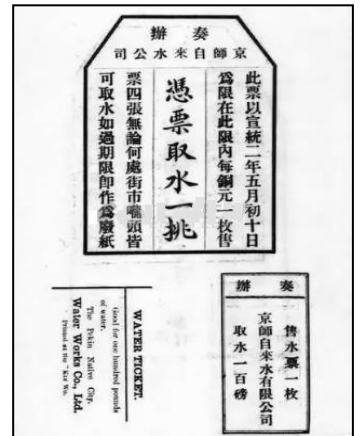 奏辦
京師自來水公司
此票以宣統二年五月初十日
爲限在此限內每銅元一枚售
憑票取水一挑
票四張無論何處街市嘴頭皆
可取水如過期限即作爲廢紙
奏辦
售水票一枚
京師自來水有限公司
取水一百磅
WATER TICKET.
Good for one hundred pounds
of water.
The Pekin Native City.
Water Works Co., Ltd.
Printed at the